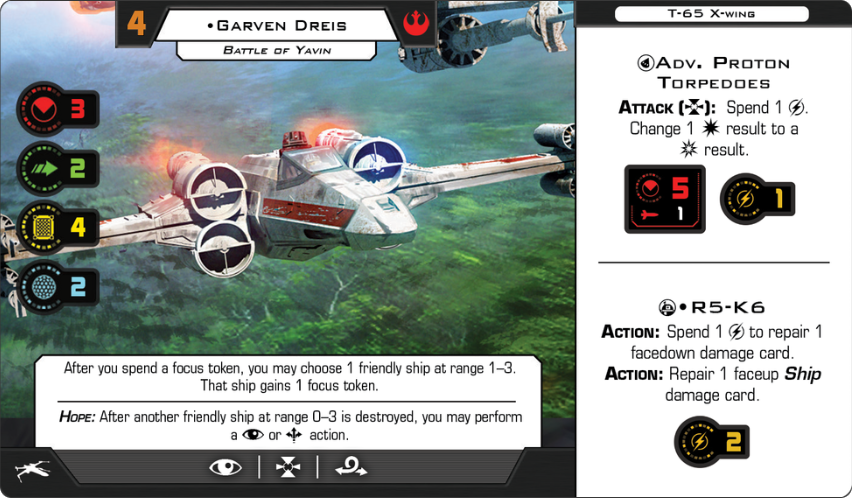 4
•Garven Dreis
Battle of Yavin
3
2
4
2
After you spend a focus token, you may choose 1 friendly ship at range 1–3.
That ship gains 1 focus token.
Hope: After another friendly ship at range 0–3 is destroyed, you may perform
a or action.
T-65 X-wing
Adv. Proton
Torpedoes
Attack ( ): Spend 1 .
Change 1 result to a
result.
5
1
1
•R5-K6
Action: Spend 1 to repair 1
facedown damage card.
Action: Repair 1 faceup Ship
damage card.
2